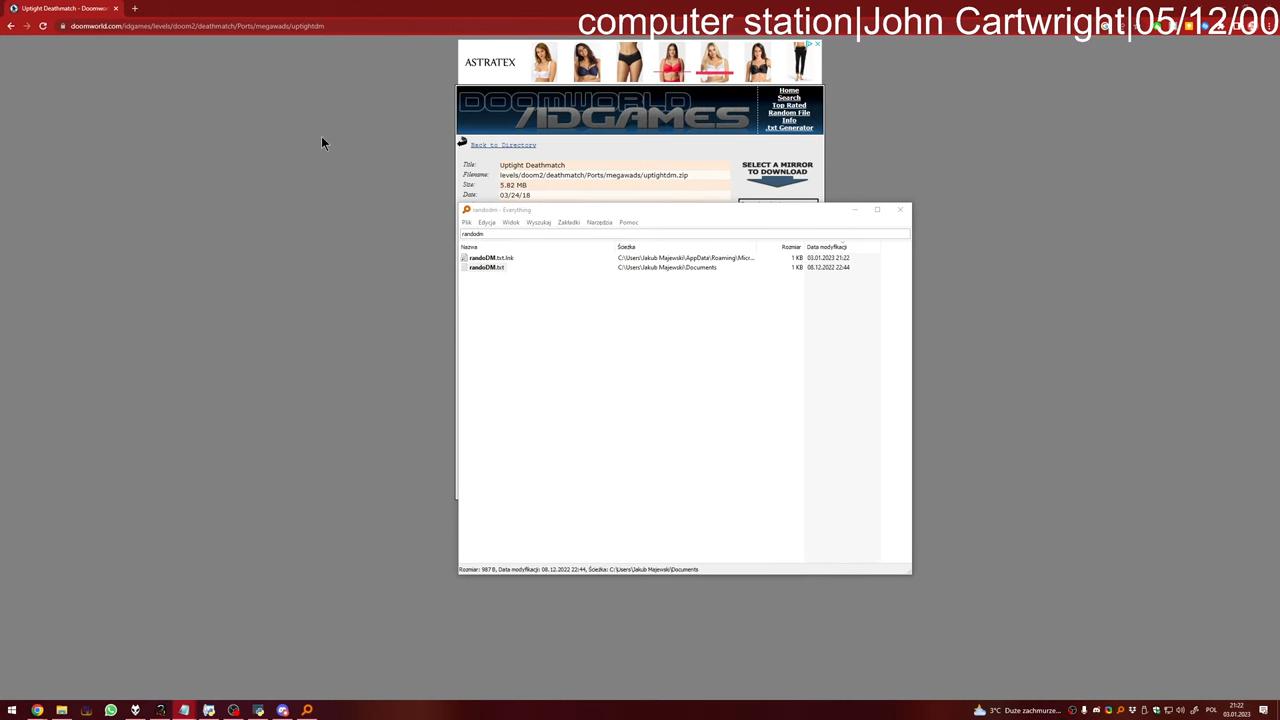 Uptight Deathmatch - Doomwo
computer station|John Cartwright|05/12/00
doomworld.com/idgames/levels/doom2/deathmatch/Ports/megawads/uptightdm
ASTRATEX
DOOMWORLD
/IDGAMES
Home
Search
Top Rated
Random File
Info
.txt Generator
Back to Directory
Title: Uptight Deathmatch
Filename: levels/doom2/deathmatch/Ports/megawads/uptightdm.zip
Size: 5.82 MB
Date: 03/24/18
SELECT A MIRROR
TO DOWNLOAD
randodm - Everything
Plik Edycja Widok Wyszukaj Zakładki Narzędzia Pomoc
randodm
Nazwa Ścieżka Rozmiar Data modyfikacji
randoDM.txt.lnk C:\Users\Jakub Majewski\AppData\Roaming\Micr... 1 KB 03.01.2023 21:22
randoDM.txt C:\Users\Jakub Majewski\Documents 1 KB 08.12.2022 22:44
Rozmiar: 987 B, Data modyfikacji: 08.12.2022 22:44, Ścieżka: C:\Users\Jakub Majewski\Documents
3°C Duże zachmurze... POL 21:22
03.01.2023